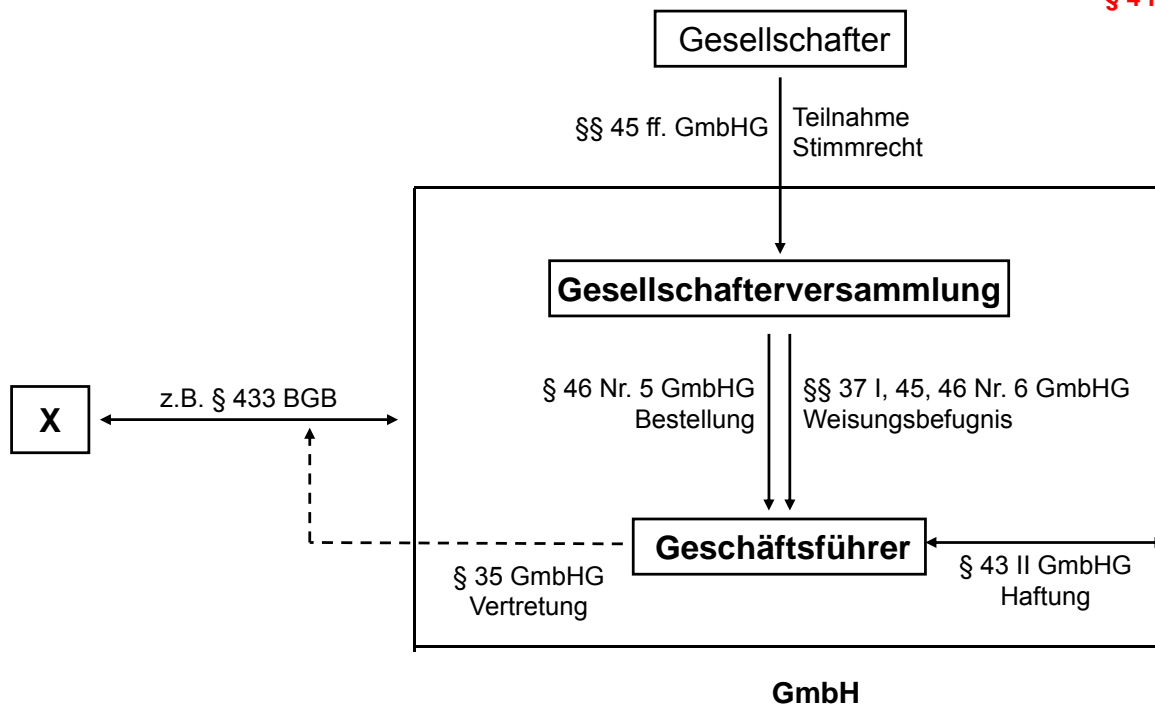 Gesellschafter
§§ 45 ff. GmbHG
Teilnahme
Stimmrecht
Gesellschafterversammlung
§ 46 Nr. 5 GmbHG
Bestellung
§§ 37 I, 45, 46 Nr. 6 GmbHG
Weisungsbefugnis
z.B. § 433 BGB
X
Geschäftsführer
§ 35 GmbHG
Vertretung
§ 43 II GmbHG
Haftung
GmbH